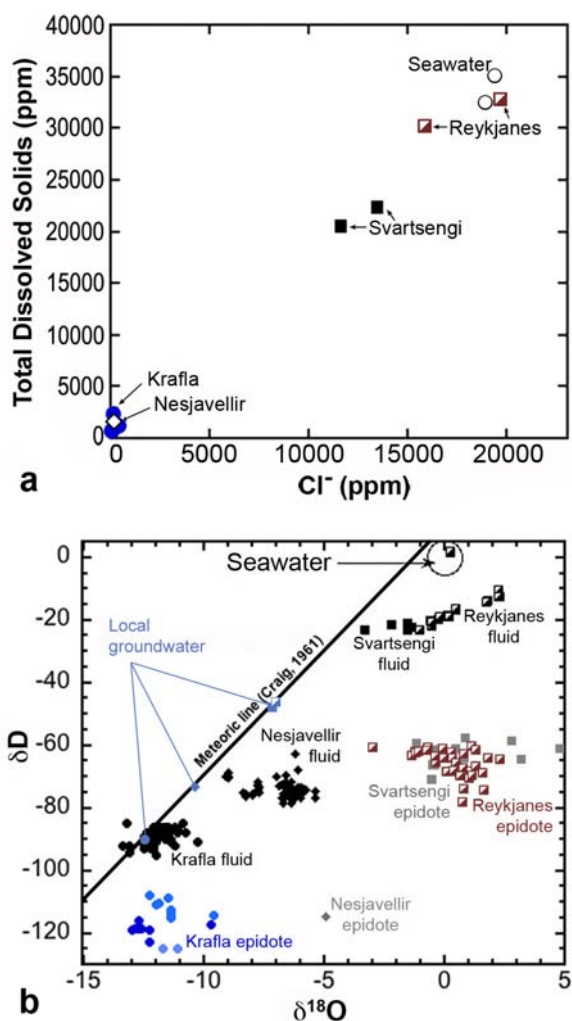 Total Dissolved Solids (ppm)
40000
35000
30000
25000
20000
15000
10000
5000
0
Seawater
Reykjanes
Svartsengi
Krafla
Nesjavellir
0
5000
10000
15000
20000
Cl⁻ (ppm)
a
δD
0
-20
-40
-60
-80
-100
-120
Seawater
Local
groundwater
Meteoric line (Craig, 1961)
Svartsengi
fluid
Reykjanes
fluid
Nesjavellir
fluid
Krafla fluid
Svartsengi
epidote
Reykjanes
epidote
Nesjavellir
epidote
Krafla epidote
-15
-10
-5
0
5
δ¹⁸O
b